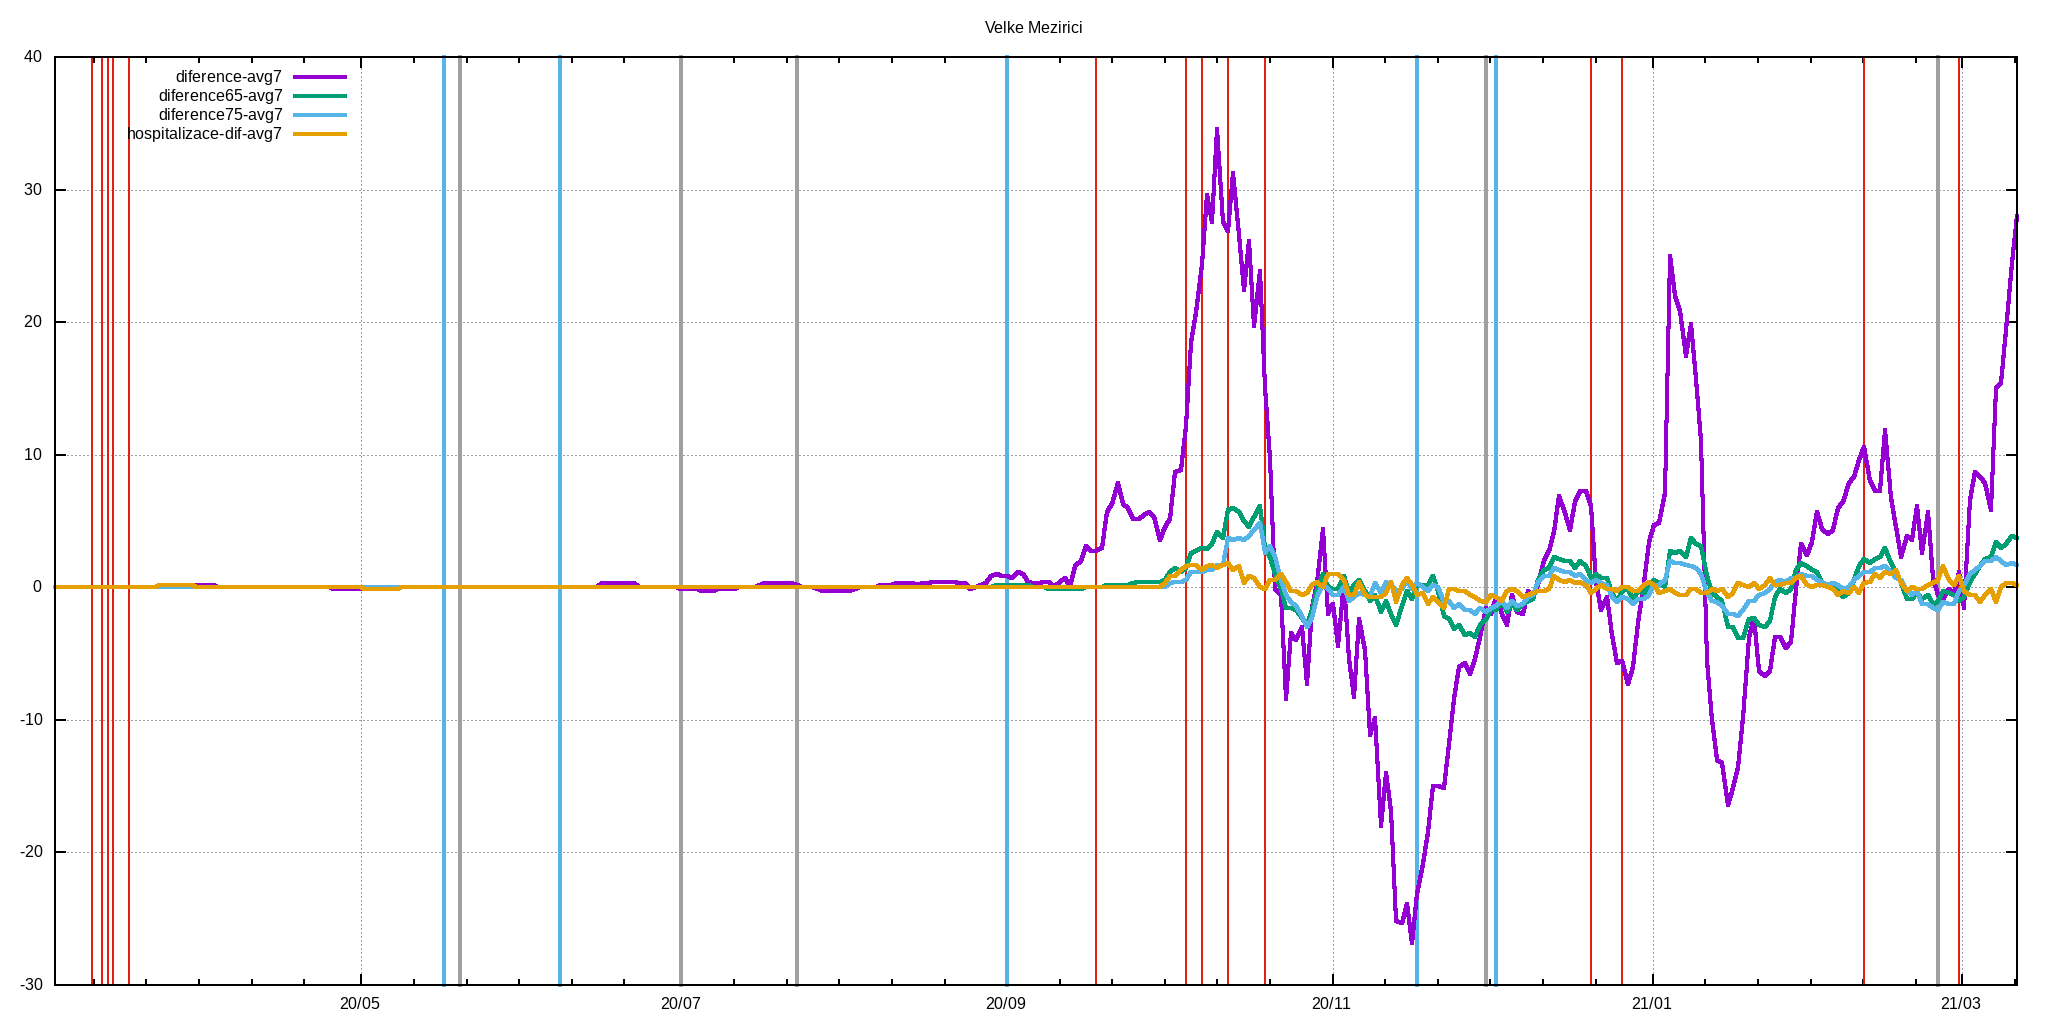 Velke Mezirici
40
diference-avg7
diference65-avg7
diference75-avg7
hospitalizace-dif-avg7
30
20
10
0
-10
-20
-30
20/05 20/07 20/09 20/11 21/01 21/03